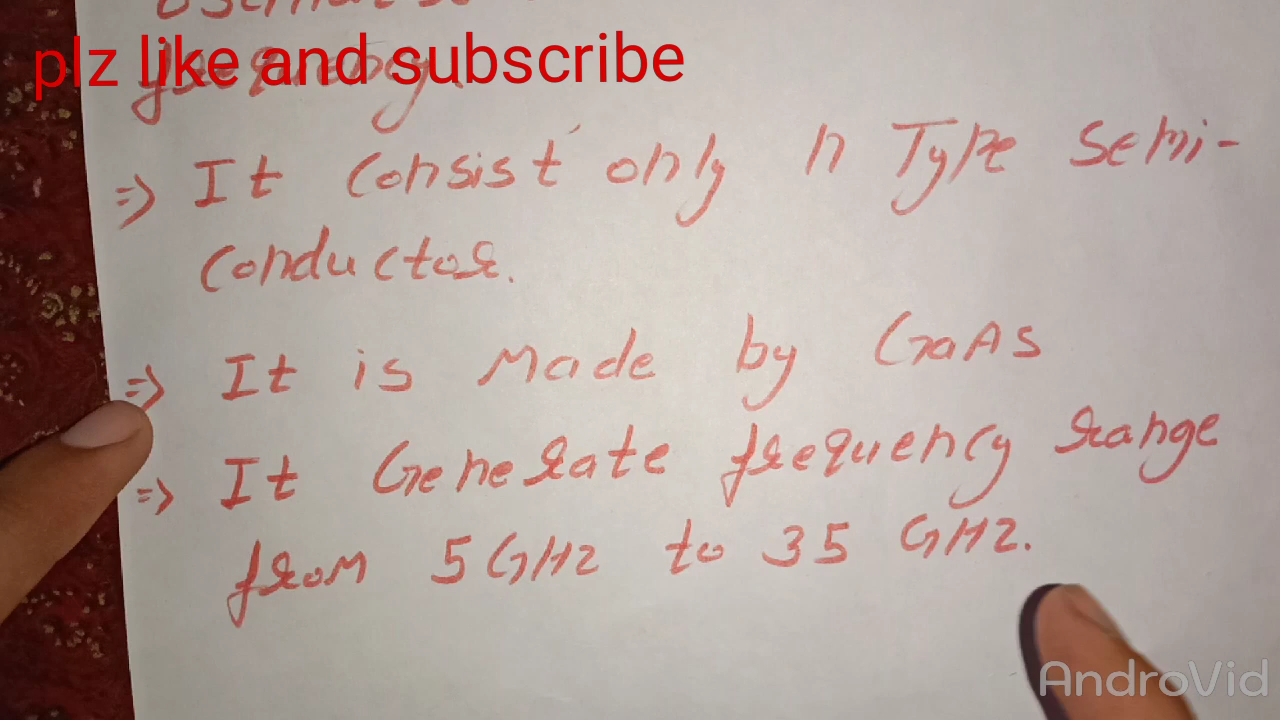 plz like and subscribe
frequency.
⇒ It Consist only n Type semi-
conductor.
⇒ It is Made by GaAs
⇒ It Generate frequency range
from 5GHz to 35 GHz.
AndroVid